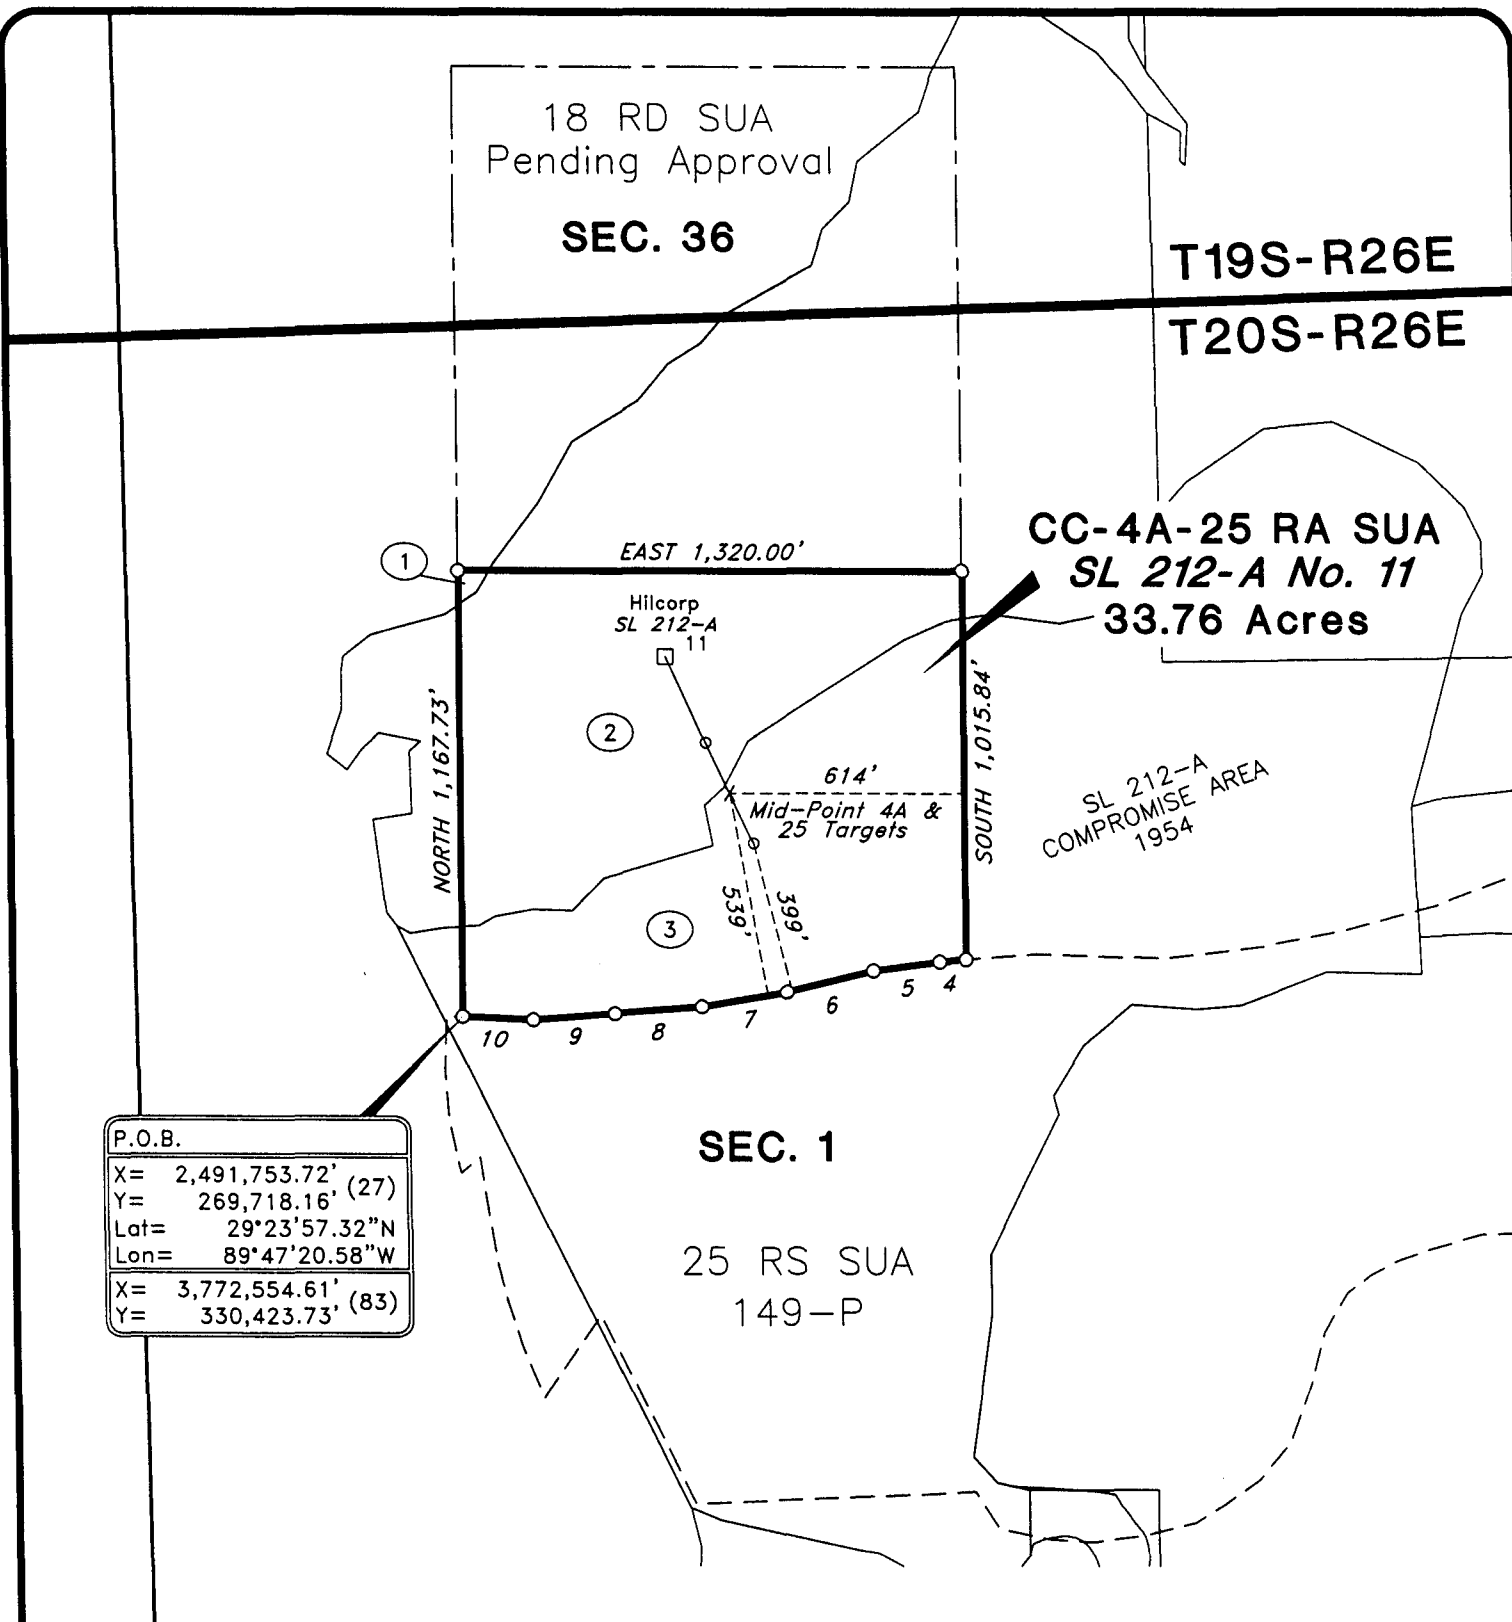 18 RD SUA
Pending Approval
SEC. 36
T19S-R26E
T20S-R26E
CC-4A-25 RA SUA
SL 212-A No. 11
33.76 Acres
1
EAST 1,320.00'
Hilcorp
SL 212-A
11
NORTH 1,167.73'
2
SOUTH 1,015.84'
614'
Mid-Point 4A &
25 Targets
SL 212-A
COMPROMISE AREA
1954
539'
399'
3
10
9
8
7
6
5
4
P.O.B.
X= 2,491,753.72' (27)
Y= 269,718.16'
Lat= 29°23'57.32"N
Lon= 89°47'20.58"W
X= 3,772,554.61' (83)
Y= 330,423.73'
SEC. 1
25 RS SUA
149-P